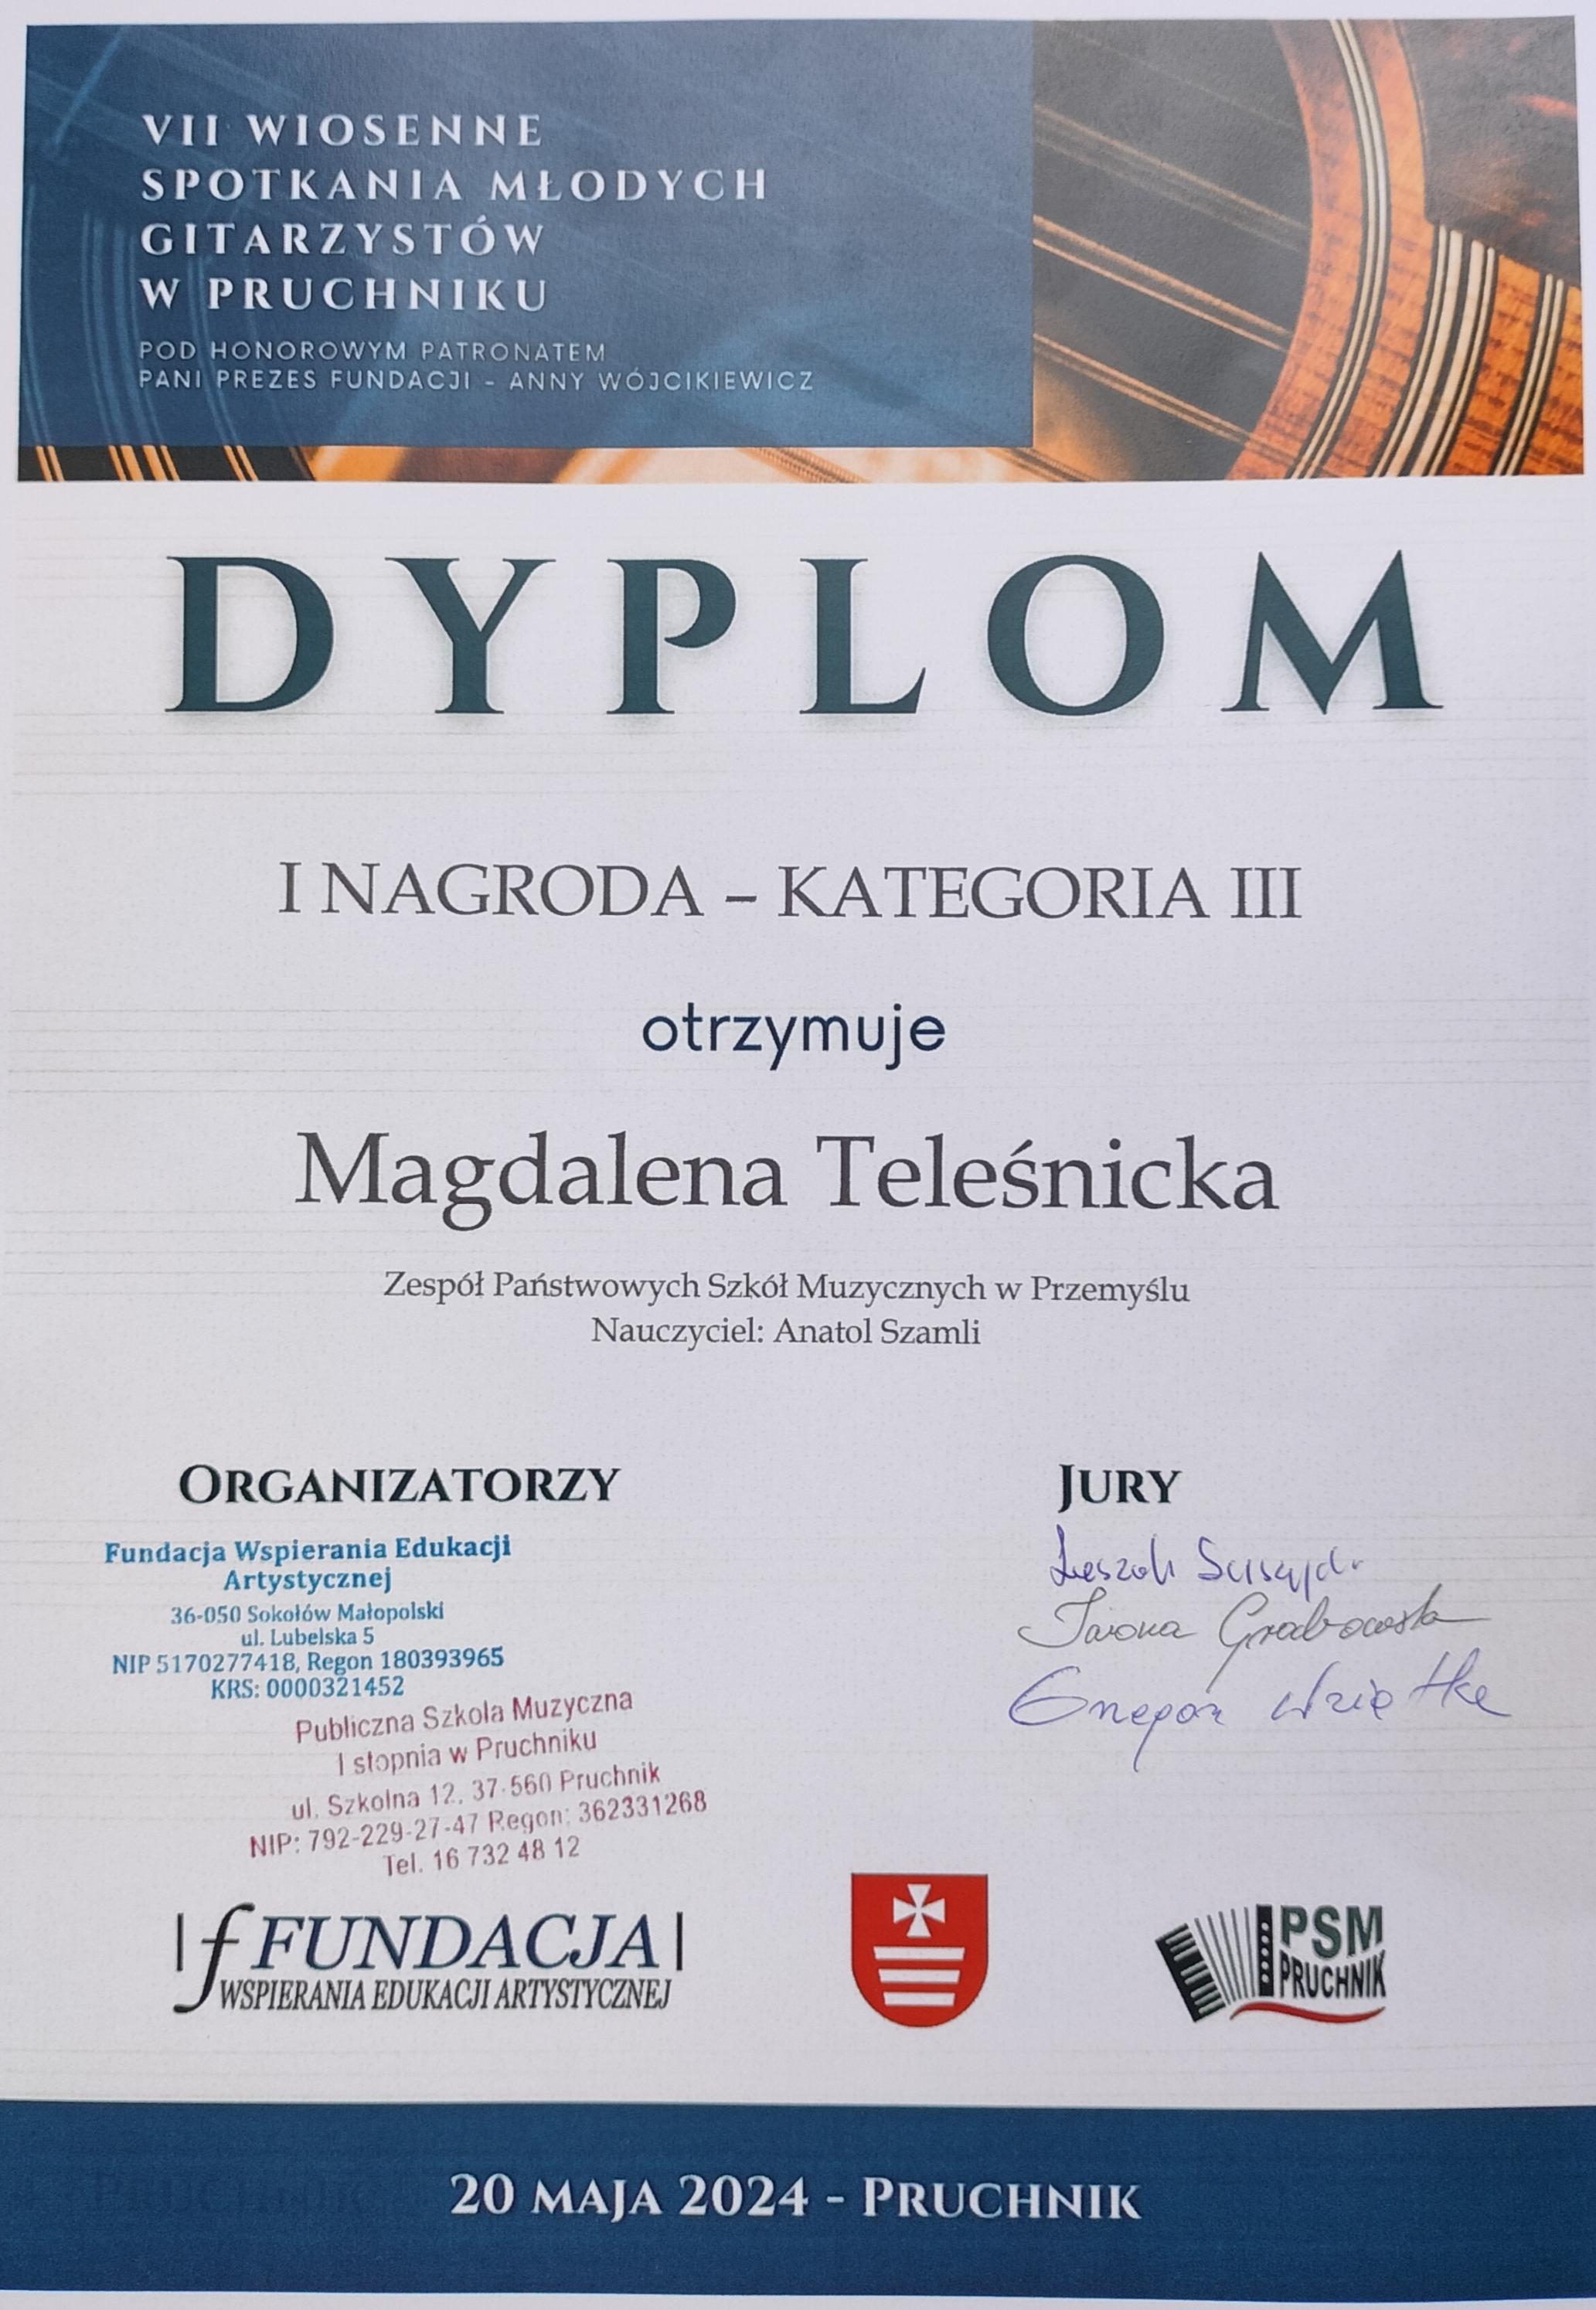 VII WIOSENNE
SPOTKANIA MŁODYCH
GITARZYSTÓW
W PRUCHNIKU
POD HONOROWYM PATRONATEM
PANI PREZES FUNDACJI - ANNY WÓJCIKIEWICZ
DYPLOM
I NAGRODA – KATEGORIA III
otrzymuje
Magdalena Teleśnicka
Zespół Państwowych Szkół Muzycznych w Przemyślu
Nauczyciel: Anatol Szamli
ORGANIZATORZY
Fundacja Wspierania Edukacji
Artystycznej
36-050 Sokołów Małopolski
ul. Lubelska 5
NIP 5170277418, Regon 180393965
KRS: 0000321452
Publiczna Szkoła Muzyczna
I stopnia w Pruchniku
ul. Szkolna 12, 37-560 Pruchnik
NIP: 792-229-27-47 Regon: 362331268
Tel. 16 732 48 12
JURY
Iwona Grabowska
f FUNDACJA
WSPIERANIA EDUKACJI ARTYSTYCZNEJ
PSM
PRUCHNIK
20 MAJA 2024 - PRUCHNIK